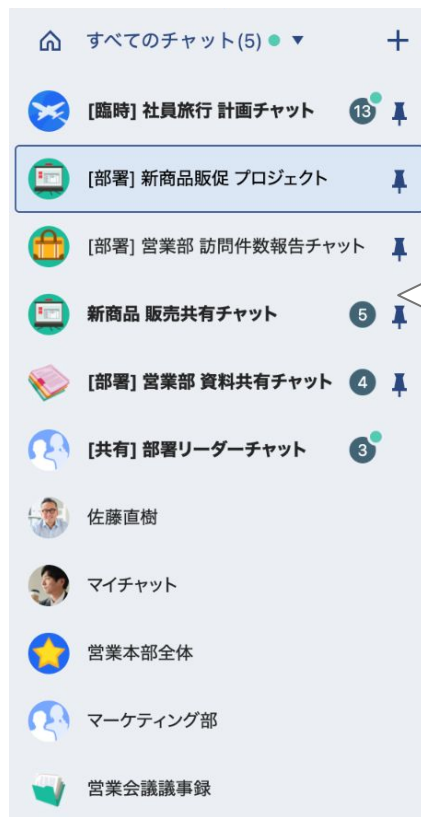 すべてのチャット(5)
[臨時] 社員旅行 計画チャット 13
[部署] 新商品販促 プロジェクト
[部署] 営業部 訪問件数報告チャット
新商品 販売共有チャット 5
[部署] 営業部 資料共有チャット 4
[共有] 部署リーダーチャット 3
佐藤直樹
マイチャット
営業本部全体
マーケティング部
営業会議議事録